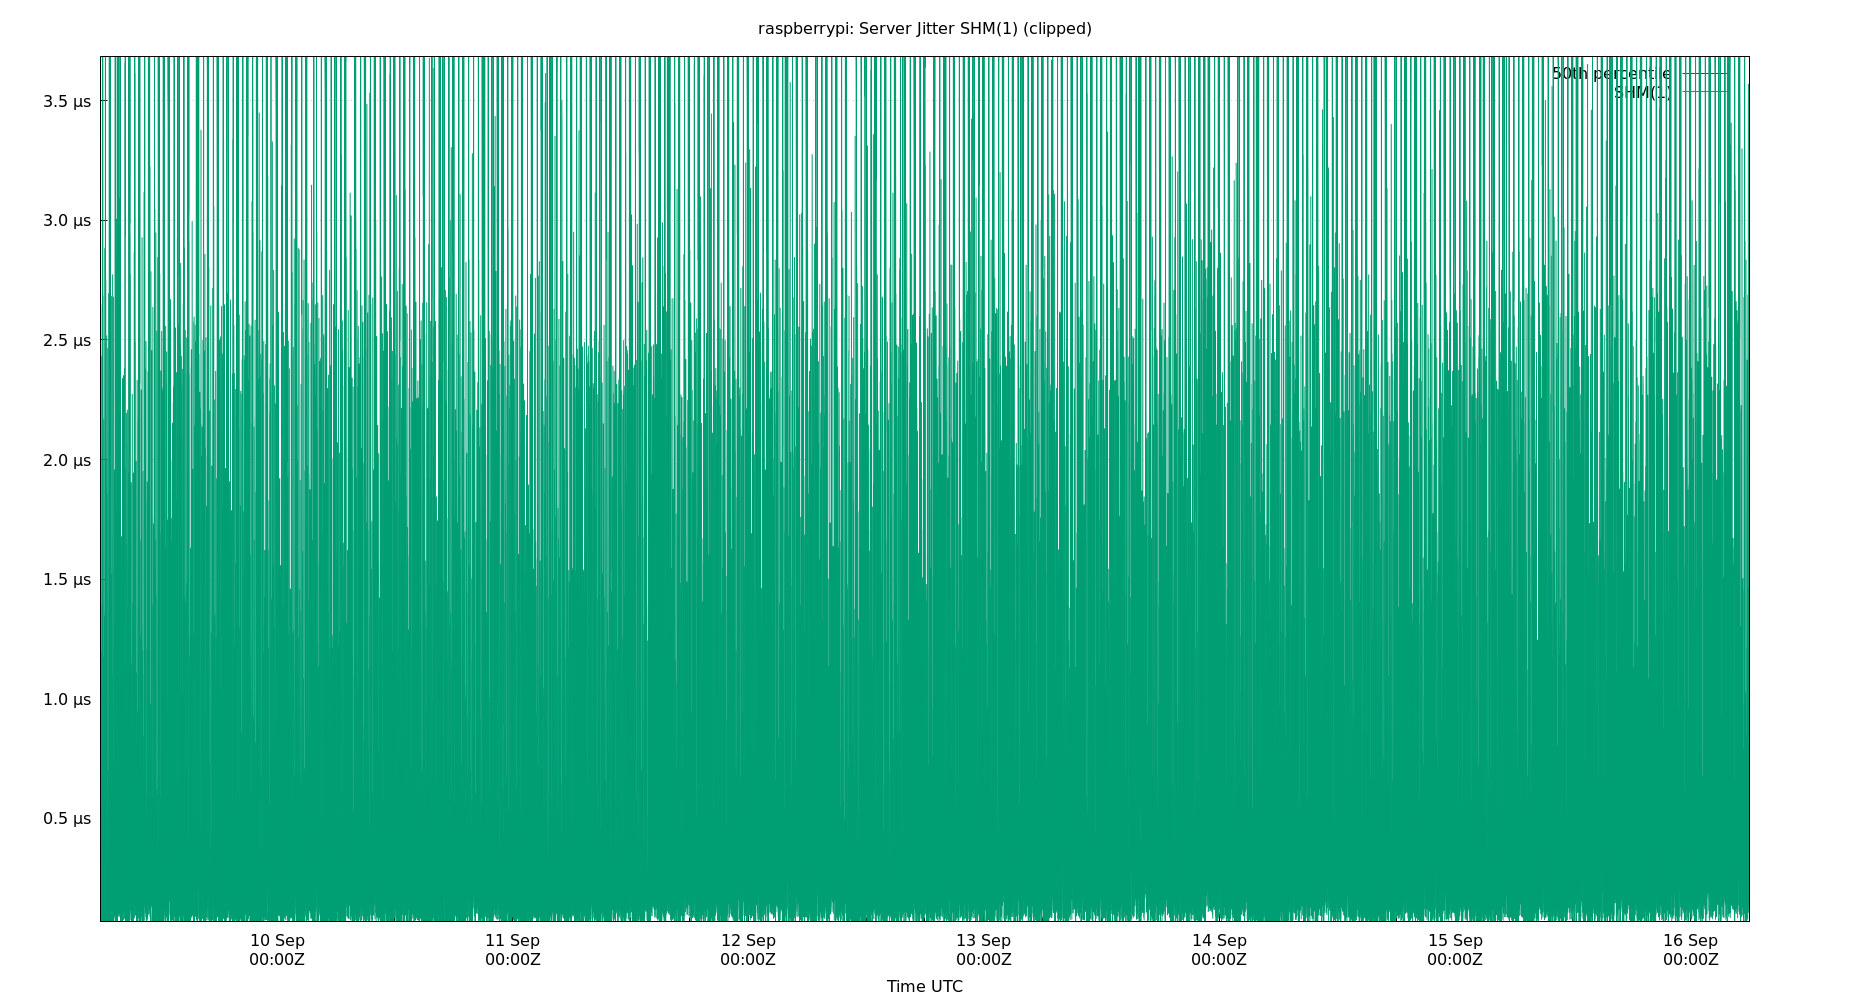 raspberrypi: Server Jitter SHM(1) (clipped)
50th percentile
SHM(1)
3.5 µs
3.0 µs
2.5 µs
2.0 µs
1.5 µs
1.0 µs
0.5 µs
10 Sep 11 Sep 12 Sep 13 Sep 14 Sep 15 Sep 16 Sep
00:00Z 00:00Z 00:00Z 00:00Z 00:00Z 00:00Z 00:00Z
Time UTC